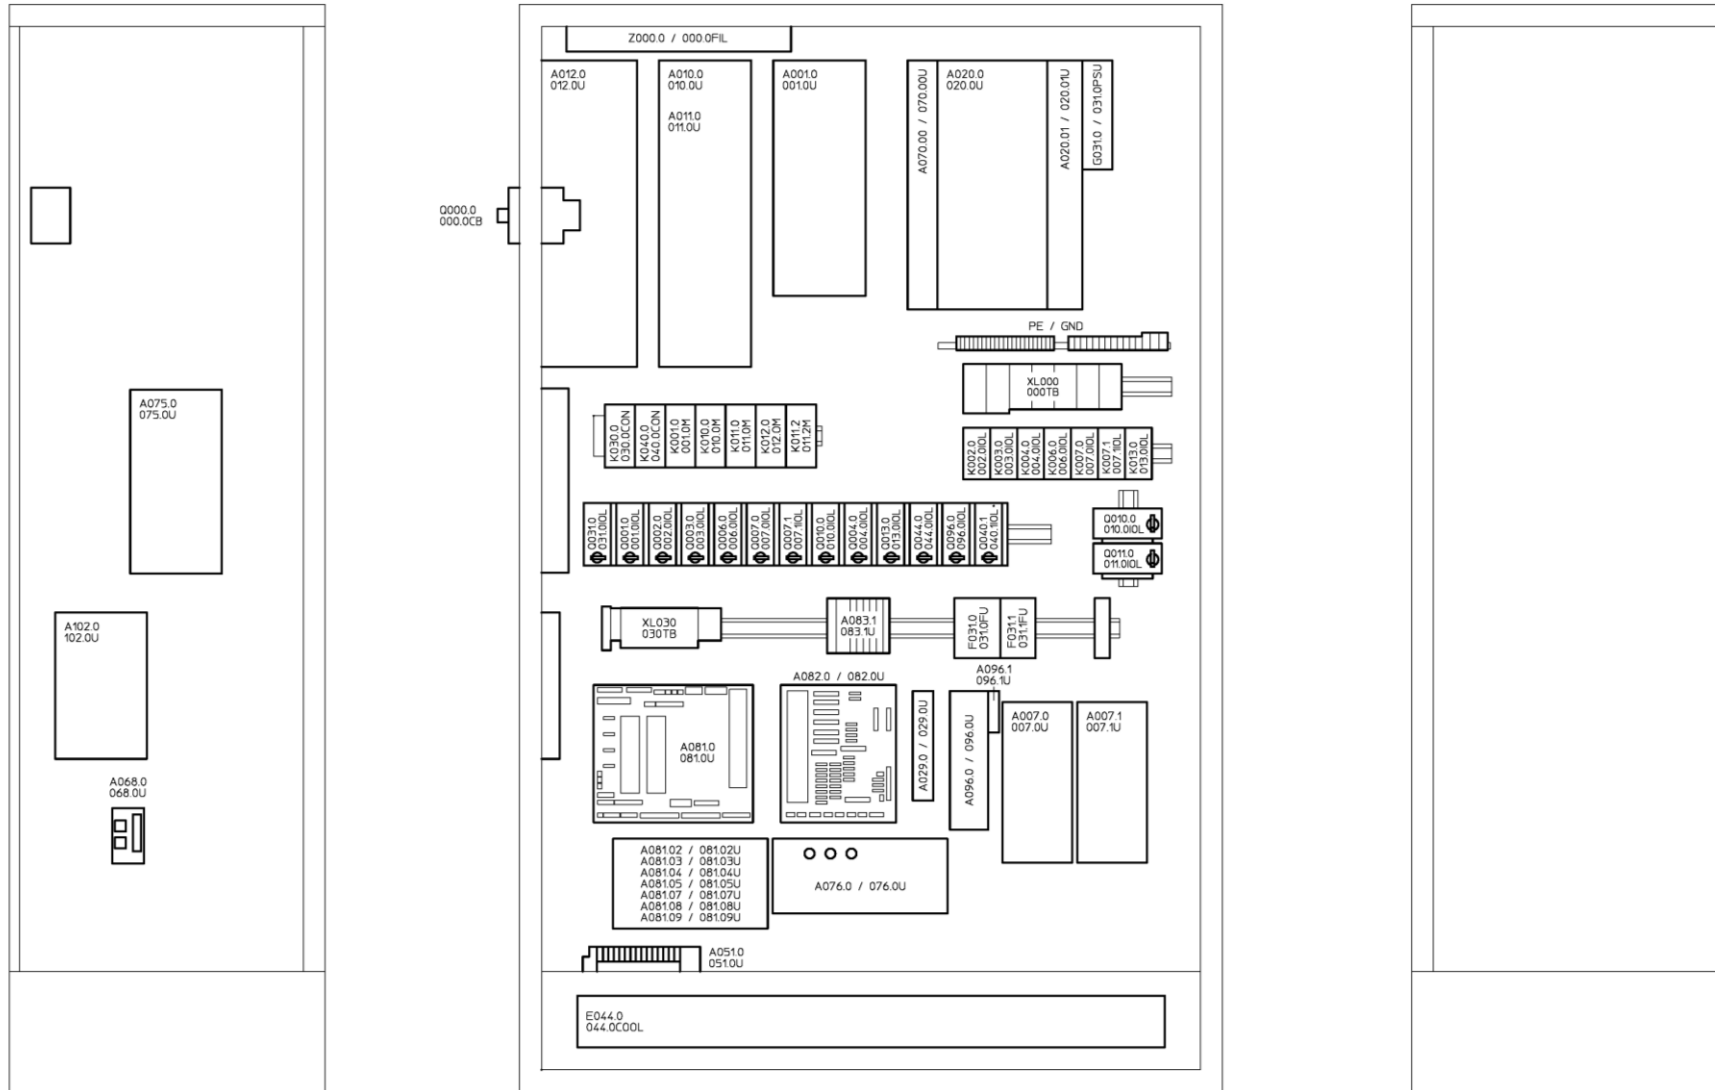 Z000.0 / 000.0FIL
A012.0
012.0U
A010.0
010.0U
A011.0
011.0U
A001.0
001.0U
A070.00 / 070.00U
A020.0
020.0U
A020.01 / 020.01U
G031.0 / 031.0PSU
Q000.0
000.0CB
PE / GND
XL000
000TB
A075.0
075.0U
K030.0
030.0CON
K040.0
040.0CON
K001.0
001.0M
K010.0
010.0M
K011.0
011.0M
K012.0
012.0M
K011.2
011.2M
K002.0
002.0IOL
K003.0
003.0IOL
K004.0
004.0IOL
K006.0
006.0IOL
K007.0
007.0IOL
K007.1
007.1IOL
K013.0
013.0IOL
Q031.0
031.0IOL
Q001.0
001.0IOL
Q002.0
002.0IOL
Q003.0
003.0IOL
Q006.0
006.0IOL
Q007.0
007.0IOL
Q007.1
007.1IOL
Q010.0
010.0IOL
Q004.0
004.0IOL
Q013.0
013.0IOL
Q044.0
044.0IOL
Q096.0
096.0IOL
Q040.1
040.1IOL
Q010.0
010.0IOL
Q011.0
011.0IOL
A102.0
102.0U
XL030
030TB
A083.1
083.1U
F031.0
031.0FU
F031.1
031.1FU
A096.1
096.1U
A082.0 / 082.0U
A081.0
081.0U
A029.0 / 029.0U
A096.0 / 096.0U
A007.0
007.0U
A007.1
007.1U
A068.0
068.0U
A081.02 / 081.02U
A081.03 / 081.03U
A081.04 / 081.04U
A081.05 / 081.05U
A081.07 / 081.07U
A081.08 / 081.08U
A081.09 / 081.09U
A076.0 / 076.0U
A051.0
051.0U
E044.0
044.0COOL